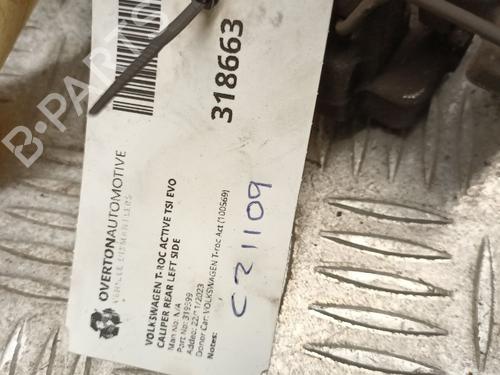 OVERTONAUTOMOTIVE
VEHICLE DISMANTLERS
318663
VOLKSWAGEN T-ROC ACTIVE TSI EVO
CALIPER REAR LEFT SIDE
Man No: N/A
Part No: 319599
Added: 22/11/2023
Donor Car: VOLKSWAGEN T-roc Act (100569)
Notes:
C21109
B-PARTS